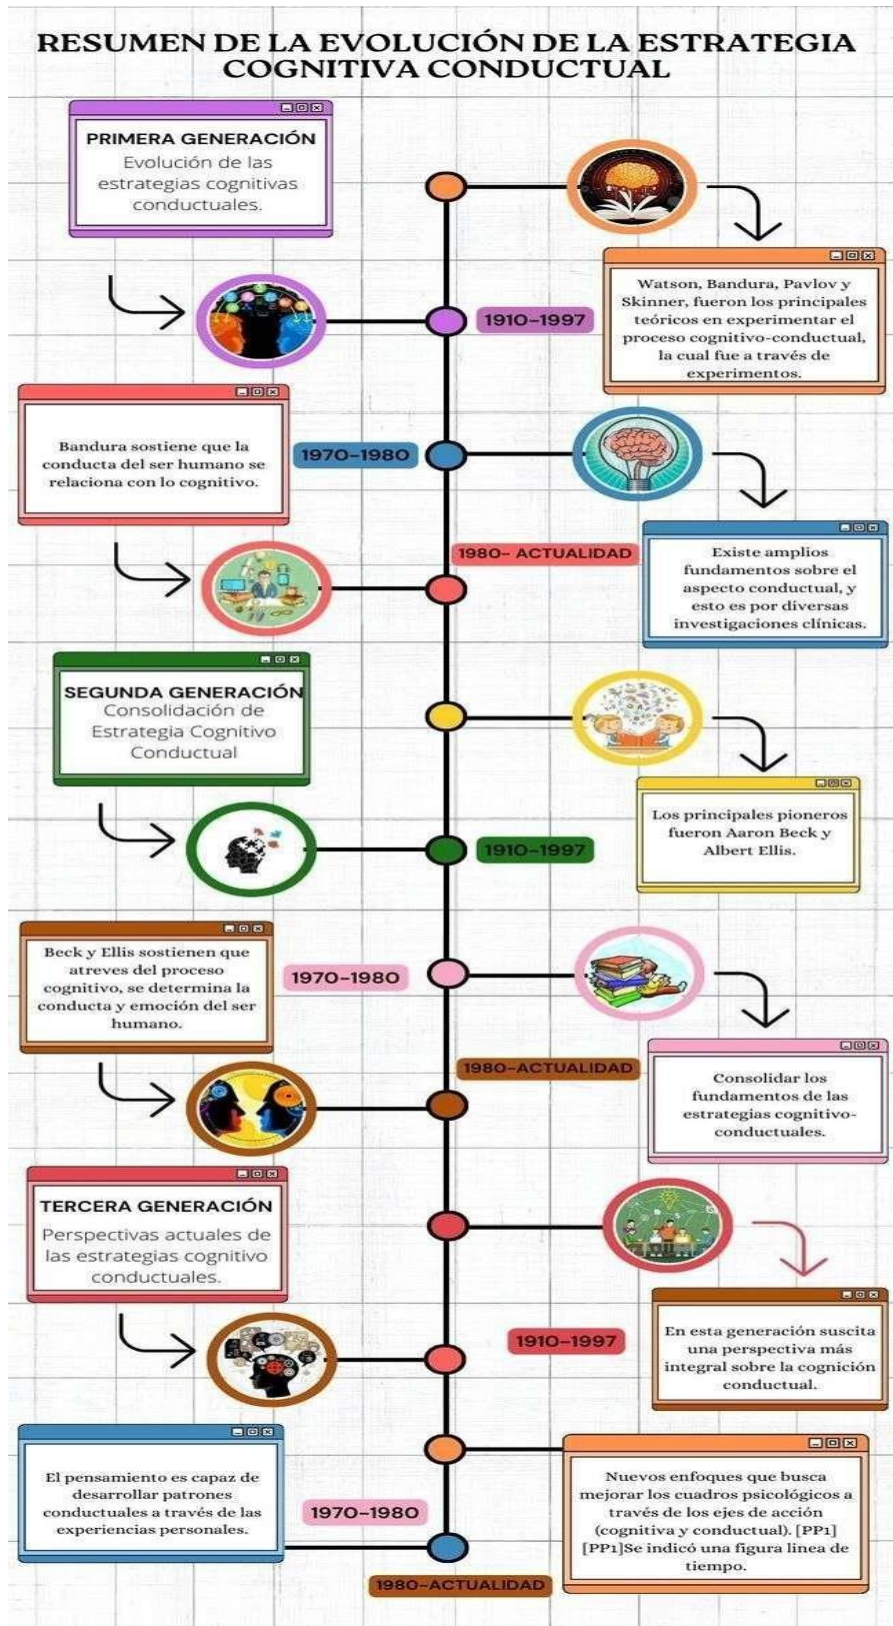 RESUMEN DE LA EVOLUCIÓN DE LA ESTRATEGIA
COGNITIVA CONDUCTUAL
PRIMERA GENERACIÓN
Evolución de las
estrategias cognitivas
conductuales.
1910-1997
Watson, Bandura, Pavlov y
Skinner, fueron los principales
teóricos en experimentar el
proceso cognitivo-conductual,
la cual fue a través de
experimentos.
Bandura sostiene que la
conducta del ser humano se
relaciona con lo cognitivo.
1970-1980
1980- ACTUALIDAD
Existe amplios
fundamentos sobre el
aspecto conductual, y
esto es por diversas
investigaciones clínicas.
SEGUNDA GENERACIÓN
Consolidación de
Estrategia Cognitivo
Conductual
1910-1997
Los principales pioneros
fueron Aaron Beck y
Albert Ellis.
Beck y Ellis sostienen que
atreves del proceso
cognitivo, se determina la
conducta y emoción del ser
humano.
1970-1980
1980-ACTUALIDAD
Consolidar los
fundamentos de las
estrategias cognitivo-
conductuales.
TERCERA GENERACIÓN
Perspectivas actuales de
las estrategias cognitivo
conductuales.
1910-1997
En esta generación suscita
una perspectiva más
integral sobre la cognición
conductual.
El pensamiento es capaz de
desarrollar patrones
conductuales a través de las
experiencias personales.
1970-1980
Nuevos enfoques que busca
mejorar los cuadros psicológicos a
través de los ejes de acción
(cognitiva y conductual). [PP1]
[PP1]Se indicó una figura linea de
tiempo.
1980-ACTUALIDAD